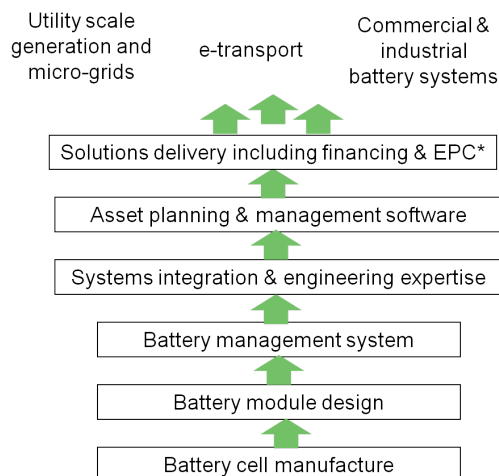 Utility scale
generation and
micro-grids
e-transport
Commercial &
industrial
battery systems
Solutions delivery including financing & EPC*
Asset planning & management software
Systems integration & engineering expertise
Battery management system
Battery module design
Battery cell manufacture